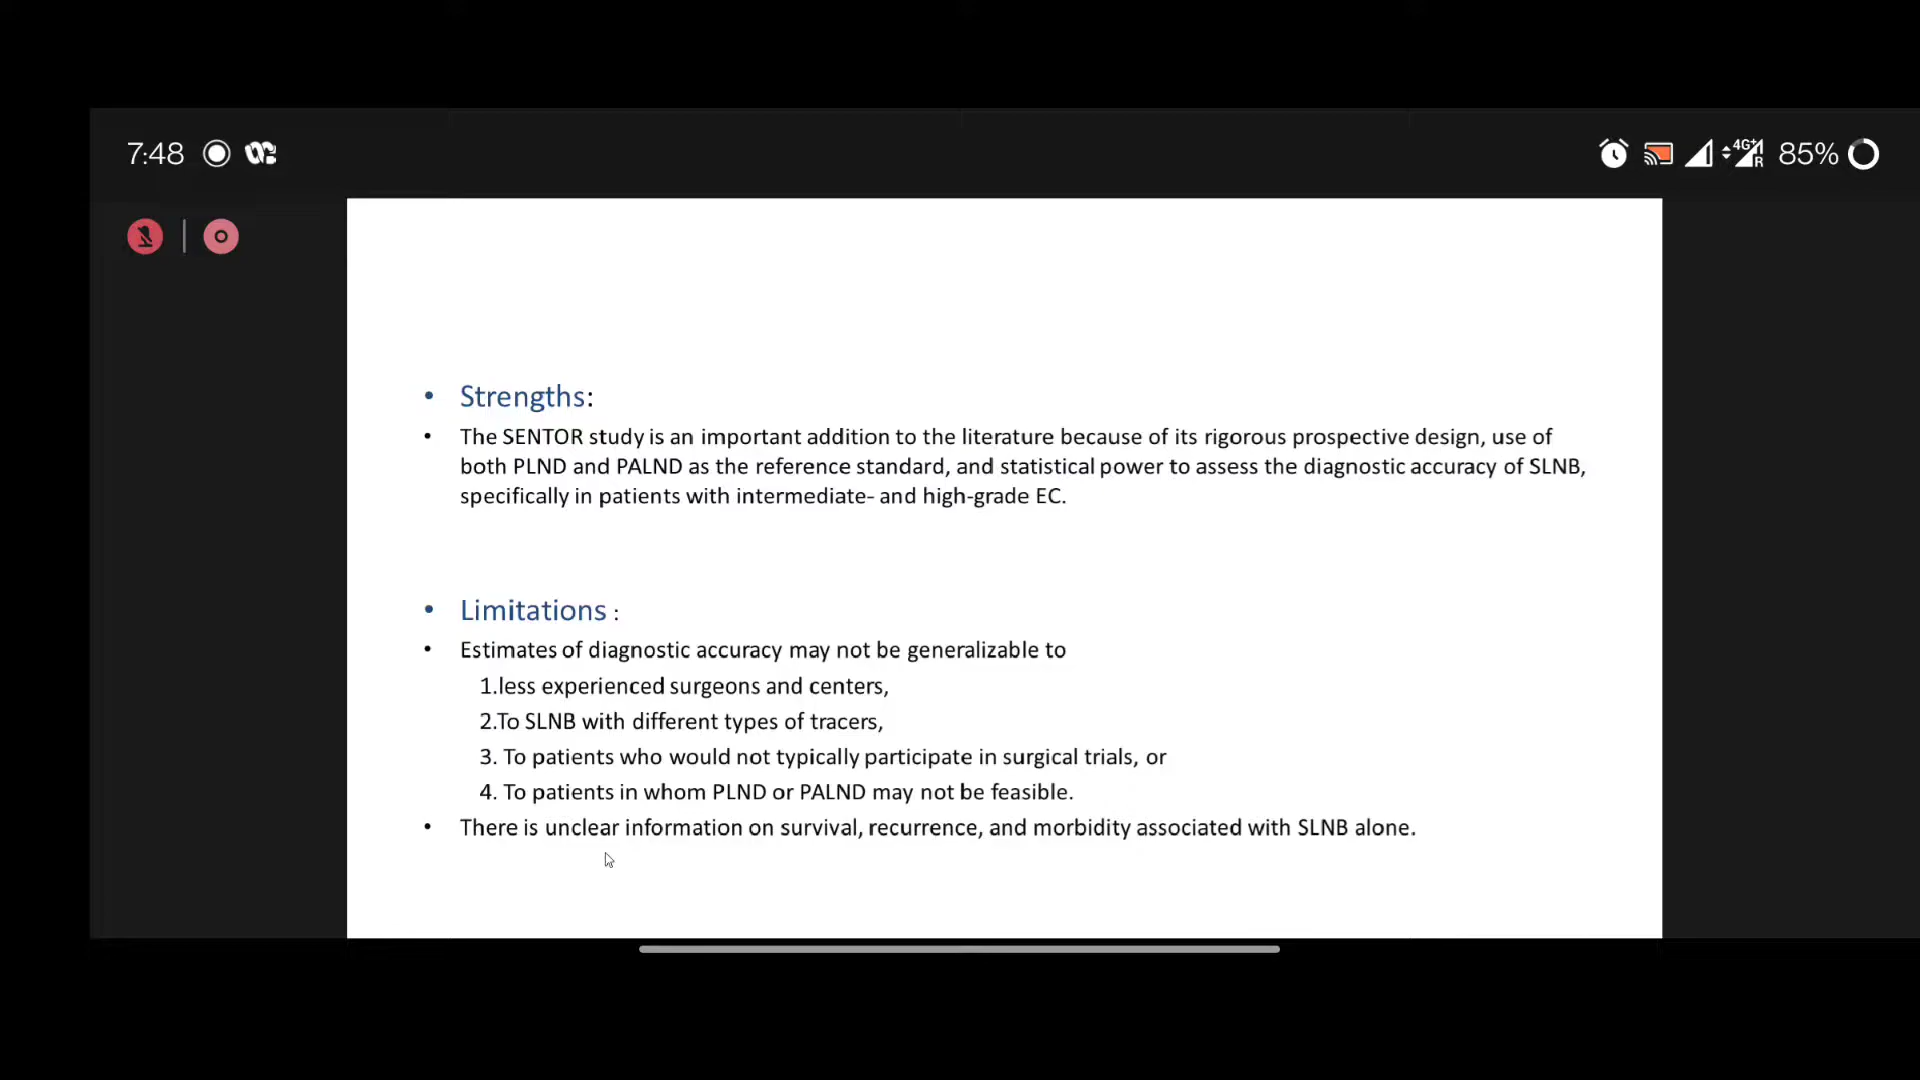 7:48
4G+
R
85%
• Strengths:
• The SENTOR study is an important addition to the literature because of its rigorous prospective design, use of
both PLND and PALND as the reference standard, and statistical power to assess the diagnostic accuracy of SLNB,
specifically in patients with intermediate- and high-grade EC.
• Limitations :
• Estimates of diagnostic accuracy may not be generalizable to
1.less experienced surgeons and centers,
2.To SLNB with different types of tracers,
3. To patients who would not typically participate in surgical trials, or
4. To patients in whom PLND or PALND may not be feasible.
• There is unclear information on survival, recurrence, and morbidity associated with SLNB alone.